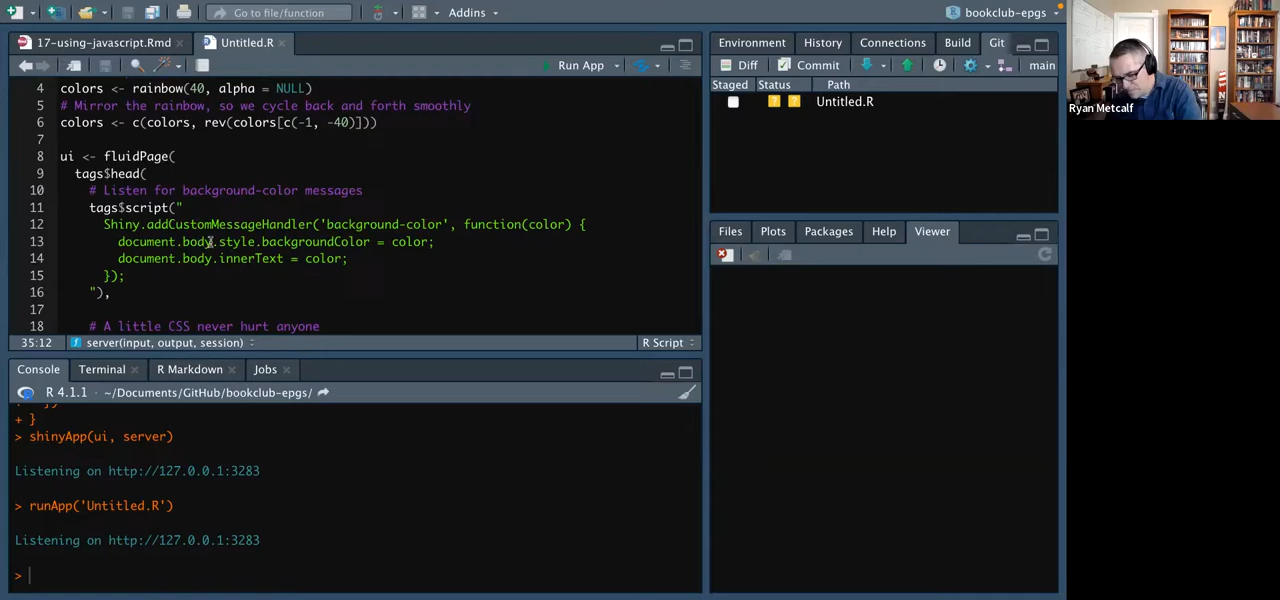 Go to file/function
Addins
bookclub-epgs
17-using-javascript.Rmd
Untitled.R
Run App
4 colors <- rainbow(40, alpha = NULL)
5 # Mirror the rainbow, so we cycle back and forth smoothly
6 colors <- c(colors, rev(colors[c(-1, -40)]))
7
8 ui <- fluidPage(
9 tags$head(
10 # Listen for background-color messages
11 tags$script("
12 Shiny.addCustomMessageHandler('background-color', function(color) {
13 document.body.style.backgroundColor = color;
14 document.body.innerText = color;
15 });
16 "),
17
18 # A little CSS never hurt anyone
35:12 server(input, output, session)
R Script
Console
Terminal
R Markdown
Jobs
R 4.1.1 · ~/Documents/GitHub/bookclub-epgs/
+ }
> shinyApp(ui, server)
Listening on http://127.0.0.1:3283
> runApp('Untitled.R')
Listening on http://127.0.0.1:3283
>
Environment
History
Connections
Build
Git
Diff
Commit
main
Staged
Status
Path
Untitled.R
Files
Plots
Packages
Help
Viewer
Ryan Metcalf